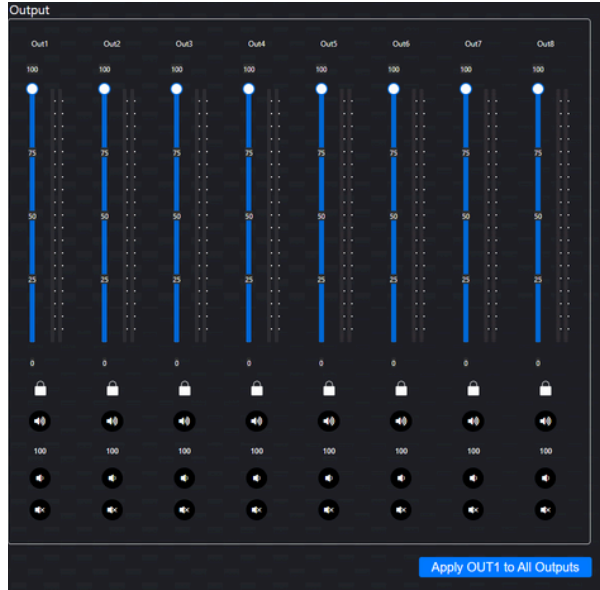 Output
Out1 Out2 Out3 Out4 Out5 Out6 Out7 Out8
100 100 100 100 100 100 100 100
75 75 75 75 75 75 75 75
50 50 50 50 50 50 50 50
25 25 25 25 25 25 25 25
0 0 0 0 0 0 0 0
100 100 100 100 100 100 100 100
Apply OUT1 to All Outputs